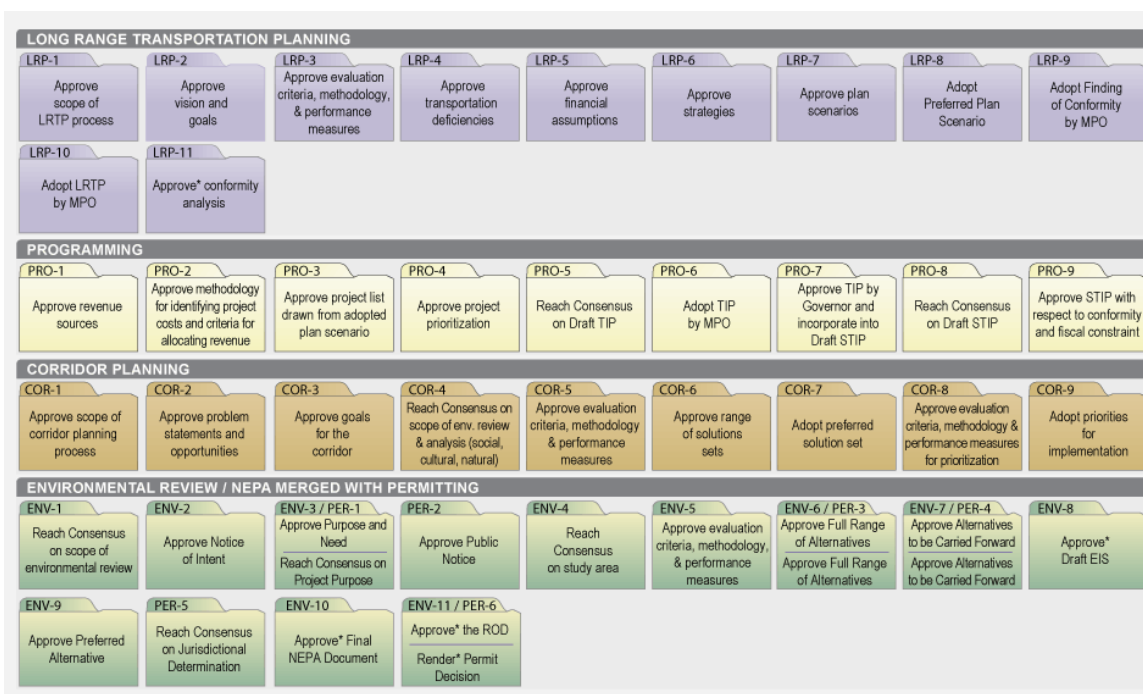 LONG RANGE TRANSPORTATION PLANNING
LRP-1
Approve
scope of
LRTP process
LRP-2
Approve
vision and
goals
LRP-3
Approve evaluation
criteria, methodology,
& performance
measures
LRP-4
Approve
transportation
deficiencies
LRP-5
Approve
financial
assumptions
LRP-6
Approve
strategies
LRP-7
Approve plan
scenarios
LRP-8
Adopt
Preferred Plan
Scenario
LRP-9
Adopt Finding
of Conformity
by MPO
LRP-10
Adopt LRTP
by MPO
LRP-11
Approve* conformity
analysis
PROGRAMMING
PRO-1
Approve revenue
sources
PRO-2
Approve methodology
for identifying project
costs and criteria for
allocating revenue
PRO-3
Approve project list
drawn from adopted
plan scenario
PRO-4
Approve project
prioritization
PRO-5
Reach Consensus
on Draft TIP
PRO-6
Adopt TIP
by MPO
PRO-7
Approve TIP by
Governor and
incorporate into
Draft STIP
PRO-8
Reach Consensus
on Draft STIP
PRO-9
Approve STIP with
respect to conformity
and fiscal constraint
CORRIDOR PLANNING
COR-1
Approve scope of
corridor planning
process
COR-2
Approve problem
statements and
opportunities
COR-3
Approve goals
for the
corridor
COR-4
Reach Consensus on
scope of env. review
& analysis (social,
cultural, natural)
COR-5
Approve evaluation
criteria, methodology
& performance
measures
COR-6
Approve range
of solutions
sets
COR-7
Adopt preferred
solution set
COR-8
Approve evaluation
criteria, methodology &
performance measures
for prioritization
COR-9
Adopt priorities
for
implementation
ENVIRONMENTAL REVIEW / NEPA MERGED WITH PERMITTING
ENV-1
Reach Consensus
on scope of
environmental review
ENV-2
Approve Notice
of Intent
ENV-3 / PER-1
Approve Purpose and
Need
Reach Consensus on
Project Purpose
PER-2
Approve Public
Notice
ENV-4
Reach
Consensus
on study area
ENV-5
Approve evaluation
criteria, methodology,
& performance
measures
ENV-6 / PER-3
Approve Full Range
of Alternatives
Approve Full Range
of Alternatives
ENV-7 / PER-4
Approve Alternatives
to be Carried Forward
Approve Alternatives
to be Carried Forward
ENV-8
Approve*
Draft EIS
ENV-9
Approve Preferred
Alternative
PER-5
Reach Consensus
on Jurisdictional
Determination
ENV-10
Approve* Final
NEPA Document
ENV-11 / PER-6
Approve* the ROD
Render* Permit
Decision